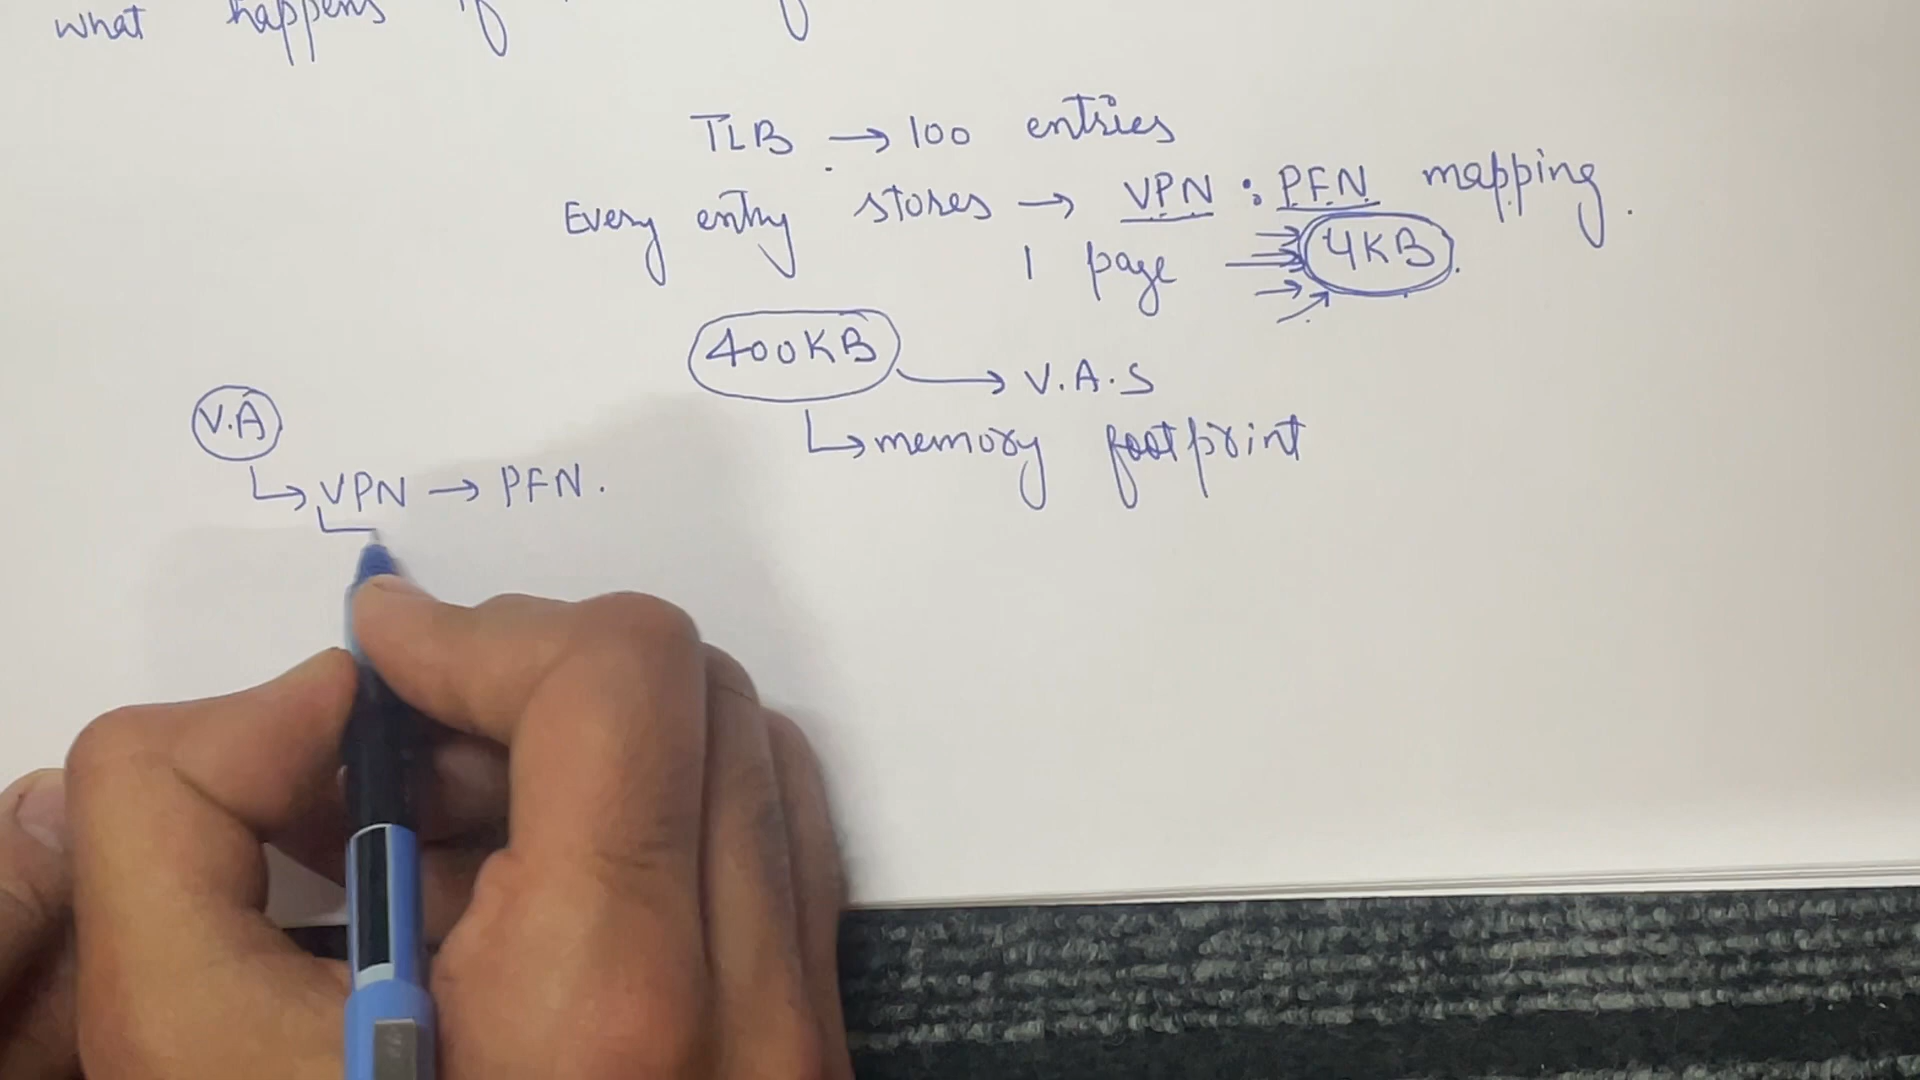 what happens if
TLB → 100 entries
Every entry stores → VPN : PFN mapping.
1 page → 4KB.
400KB → V.A.S
↳ memory footprint
V.A
↳ VPN → PFN.